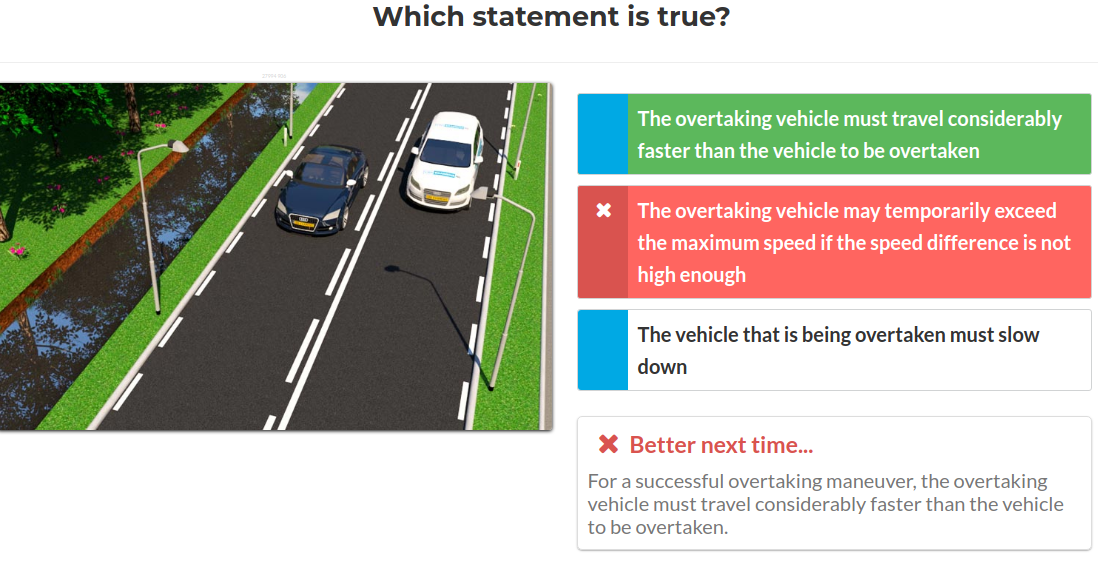 Which statement is true?
The overtaking vehicle must travel considerably
faster than the vehicle to be overtaken
The overtaking vehicle may temporarily exceed
the maximum speed if the speed difference is not
high enough
The vehicle that is being overtaken must slow
down
Better next time...
For a successful overtaking maneuver, the overtaking
vehicle must travel considerably faster than the vehicle
to be overtaken.